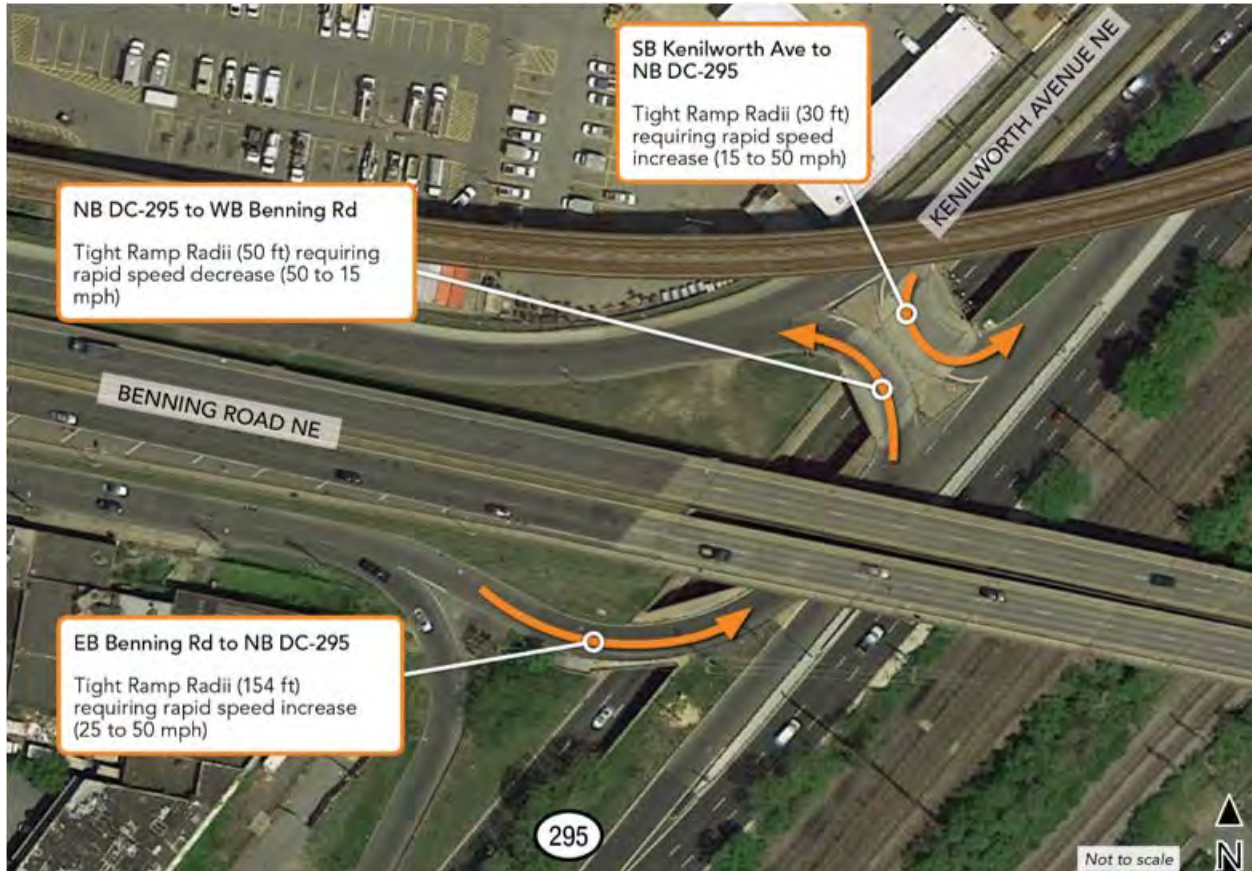 SB Kenilworth Ave to
NB DC-295
Tight Ramp Radii (30 ft)
requiring rapid speed
increase (15 to 50 mph)
KENILWORTH AVENUE NE
NB DC-295 to WB Benning Rd
Tight Ramp Radii (50 ft) requiring
rapid speed decrease (50 to 15
mph)
BENNING ROAD NE
EB Benning Rd to NB DC-295
Tight Ramp Radii (154 ft)
requiring rapid speed increase
(25 to 50 mph)
295
Not to scale
N